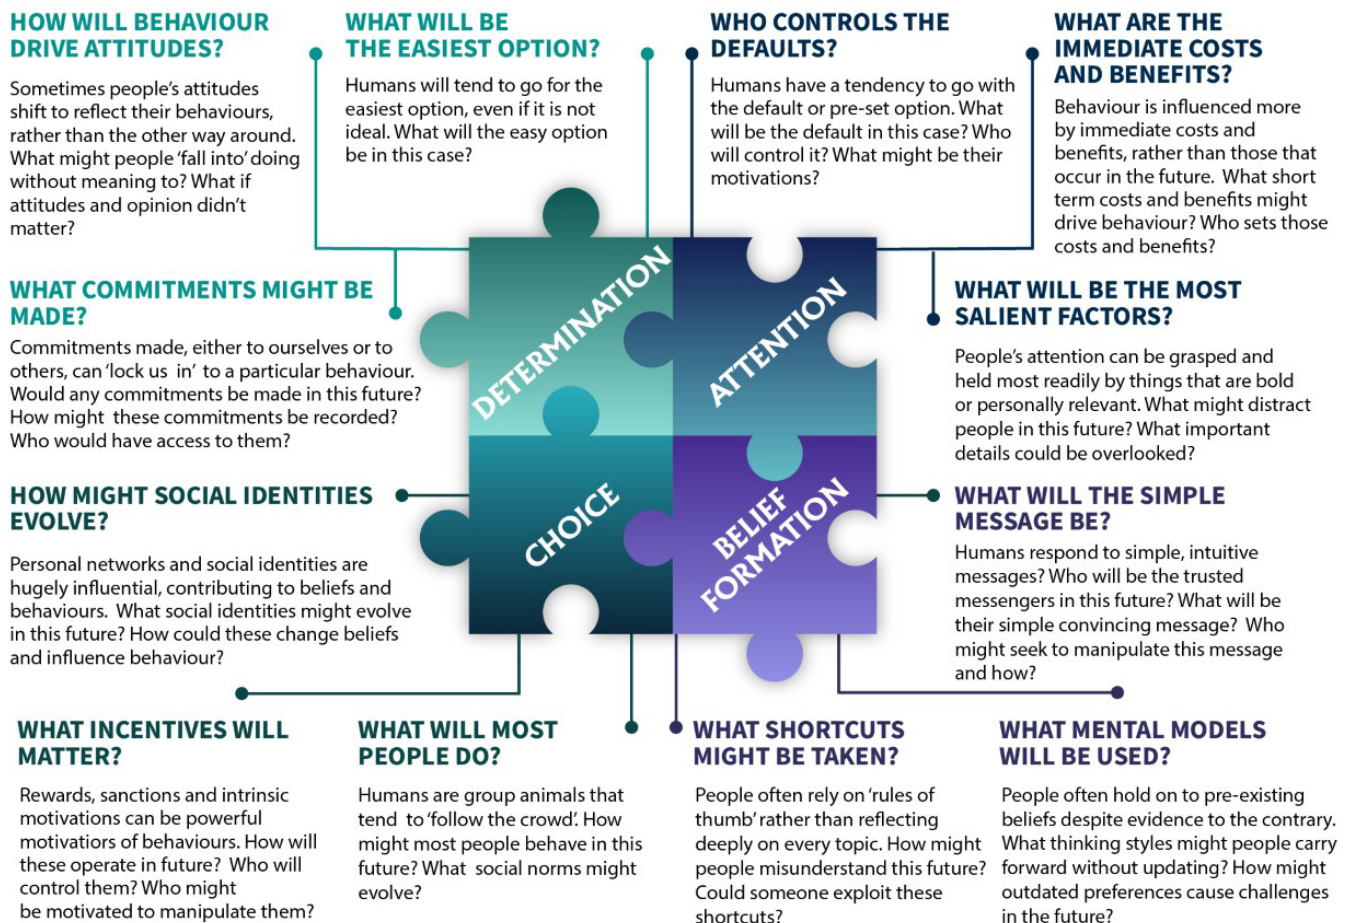 HOW WILL BEHAVIOUR
DRIVE ATTITUDES?
Sometimes people's attitudes
shift to reflect their behaviours,
rather than the other way around.
What might people 'fall into' doing
without meaning to? What if
attitudes and opinion didn't
matter?
WHAT WILL BE
THE EASIEST OPTION?
Humans will tend to go for the
easiest option, even if it is not
ideal. What will the easy option
be in this case?
WHO CONTROLS THE
DEFAULTS?
Humans have a tendency to go with
the default or pre-set option. What
will be the default in this case? Who
will control it? What might be their
motivations?
WHAT ARE THE
IMMEDIATE COSTS
AND BENEFITS?
Behaviour is influenced more
by immediate costs and
benefits, rather than those that
occur in the future. What short
term costs and benefits might
drive behaviour? Who sets those
costs and benefits?
WHAT COMMITMENTS MIGHT BE
MADE?
Commitments made, either to ourselves or to
others, can 'lock us in' to a particular behaviour.
Would any commitments be made in this future?
How might these commitments be recorded?
Who would have access to them?
DETERMINATION
ATTENTION
WHAT WILL BE THE MOST
SALIENT FACTORS?
People's attention can be grasped and
held most readily by things that are bold
or personally relevant. What might distract
people in this future? What important
details could be overlooked?
HOW MIGHT SOCIAL IDENTITIES
EVOLVE?
Personal networks and social identities are
hugely influential, contributing to beliefs and
behaviours. What social identities might evolve
in this future? How could these change beliefs
and influence behaviour?
CHOICE
BELIEF
FORMATION
WHAT WILL THE SIMPLE
MESSAGE BE?
Humans respond to simple, intuitive
messages? Who will be the trusted
messengers in this future? What will be
their simple convincing message? Who
might seek to manipulate this message
and how?
WHAT INCENTIVES WILL
MATTER?
Rewards, sanctions and intrinsic
motivations can be powerful
motivatirs of behaviours. How will
these operate in future? Who will
control them? Who might
be motivated to manipulate them?
WHAT WILL MOST
PEOPLE DO?
Humans are group animals that
tend to 'follow the crowd'. How
might most people behave in this
future? What social norms might
evolve?
WHAT SHORTCUTS
MIGHT BE TAKEN?
People often rely on 'rules of
thumb' rather than reflecting
deeply on every topic. How might
people misunderstand this future?
Could someone exploit these
shortcuts?
WHAT MENTAL MODELS
WILL BE USED?
People often hold on to pre-existing
beliefs despite evidence to the contrary.
What thinking styles might people carry
forward without updating? How might
outdated preferences cause challenges
in the future?